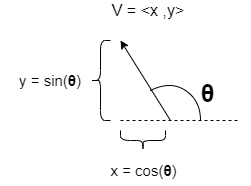 V = <x ,y>
y = sin(θ)
θ
x = cos(θ)